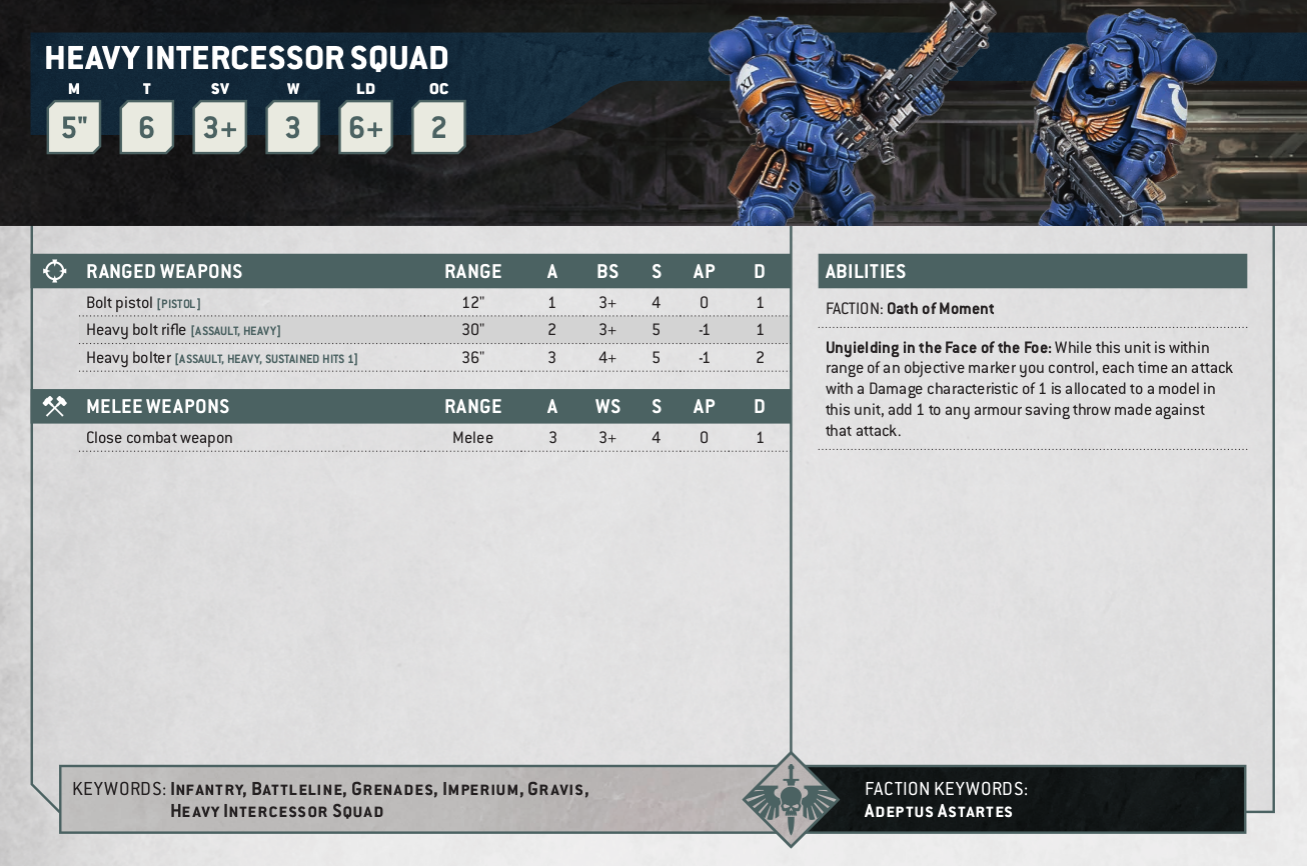 HEAVY INTERCESSOR SQUAD
M T SV W LD OC
5" 6 3+ 3 6+ 2
XI
RANGED WEAPONS RANGE A BS S AP D
Bolt pistol [PISTOL] 12" 1 3+ 4 0 1
Heavy bolt rifle [ASSAULT, HEAVY] 30" 2 3+ 5 -1 1
Heavy bolter [ASSAULT, HEAVY, SUSTAINED HITS 1] 36" 3 4+ 5 -1 2
MELEE WEAPONS RANGE A WS S AP D
Close combat weapon Melee 3 3+ 4 0 1
ABILITIES
FACTION: Oath of Moment
Unyielding in the Face of the Foe: While this unit is within
range of an objective marker you control, each time an attack
with a Damage characteristic of 1 is allocated to a model in
this unit, add 1 to any armour saving throw made against
that attack.
KEYWORDS: INFANTRY, BATTLELINE, GRENADES, IMPERIUM, GRAVIS,
HEAVY INTERCESSOR SQUAD
FACTION KEYWORDS:
ADEPTUS ASTARTES